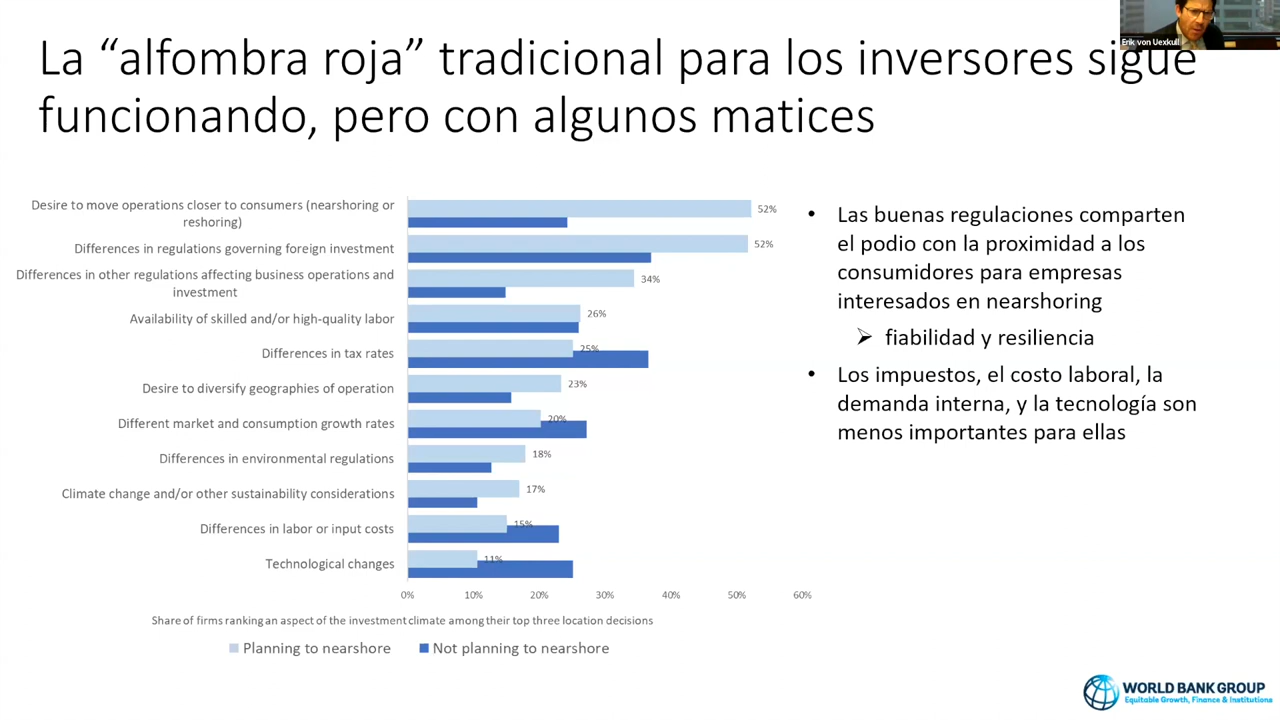 Erik von Uexkull
La “alfombra roja” tradicional para los inversores sigue
funcionando, pero con algunos matices
Desire to move operations closer to consumers (nearshoring or
reshoring)
52%
Differences in regulations governing foreign investment
52%
Differences in other regulations affecting business operations and
investment
34%
Availability of skilled and/or high-quality labor
26%
Differences in tax rates
25%
Desire to diversify geographies of operation
23%
Different market and consumption growth rates
20%
Differences in environmental regulations
18%
Climate change and/or other sustainability considerations
17%
Differences in labor or input costs
15%
Technological changes
11%
0% 10% 20% 30% 40% 50% 60%
Share of firms ranking an aspect of the investment climate among their top three location decisions
Planning to nearshore Not planning to nearshore
• Las buenas regulaciones comparten
el podio con la proximidad a los
consumidores para empresas
interesados en nearshoring
➢ fiabilidad y resiliencia
• Los impuestos, el costo laboral, la
demanda interna, y la tecnología son
menos importantes para ellas
WORLD BANK GROUP
Equitable Growth, Finance & Institutions